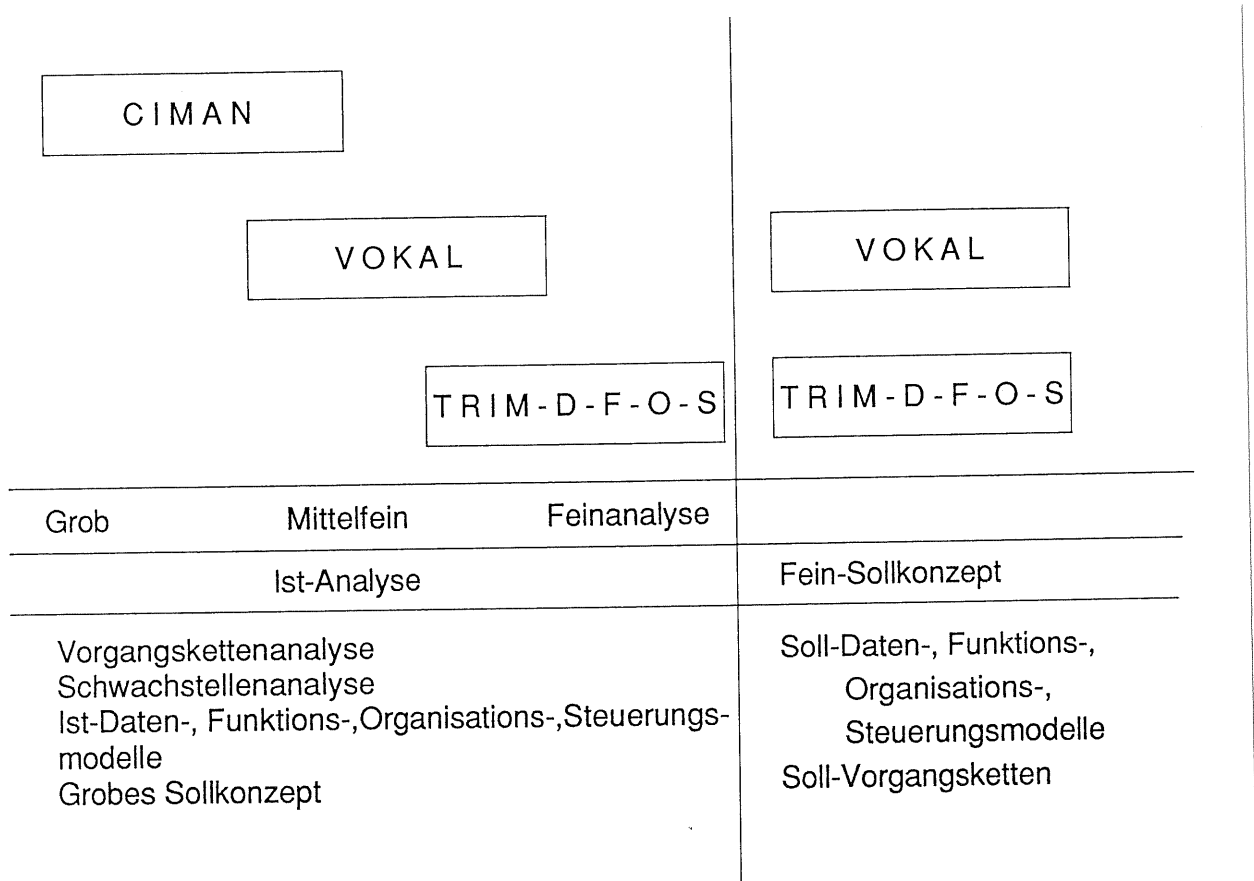 CIMAN
VOKAL
VOKAL
TRIM-D-F-O-S
TRIM-D-F-O-S
Grob Mittelfein Feinanalyse
Ist-Analyse
Fein-Sollkonzept
Vorgangskettenanalyse
Schwachstellenanalyse
Ist-Daten-, Funktions-,Organisations-,Steuerungs-
modelle
Grobes Sollkonzept
Soll-Daten-, Funktions-,
Organisations-,
Steuerungsmodelle
Soll-Vorgangsketten